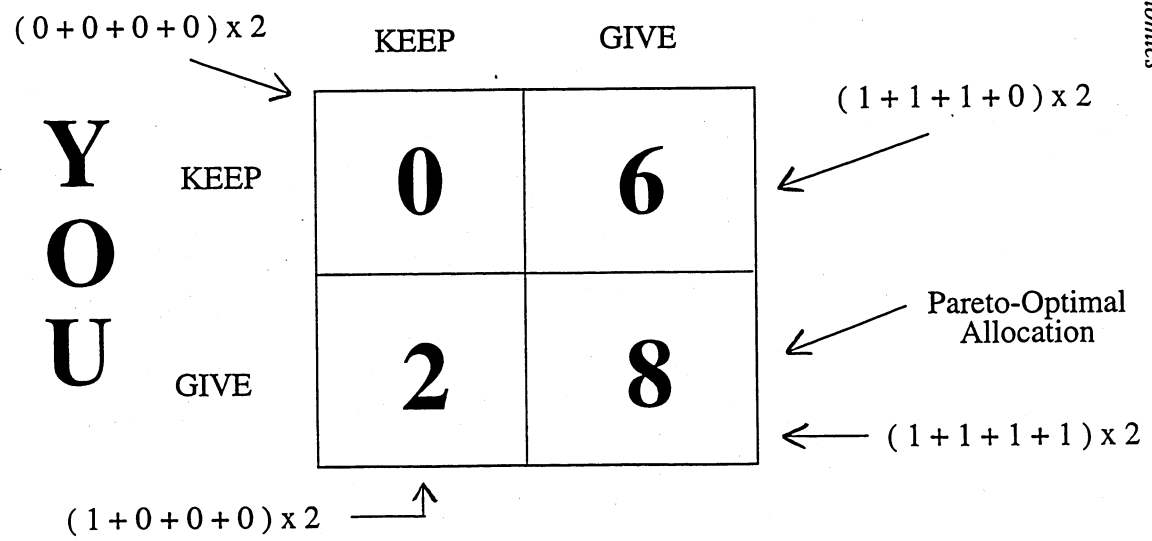 ( 0 + 0 + 0 + 0 ) x 2
KEEP GIVE
( 1 + 1 + 1 + 0 ) x 2
YOU
KEEP 0 6
Pareto-Optimal
Allocation
GIVE 2 8
( 1 + 1 + 1 + 1 ) x 2
( 1 + 0 + 0 + 0 ) x 2